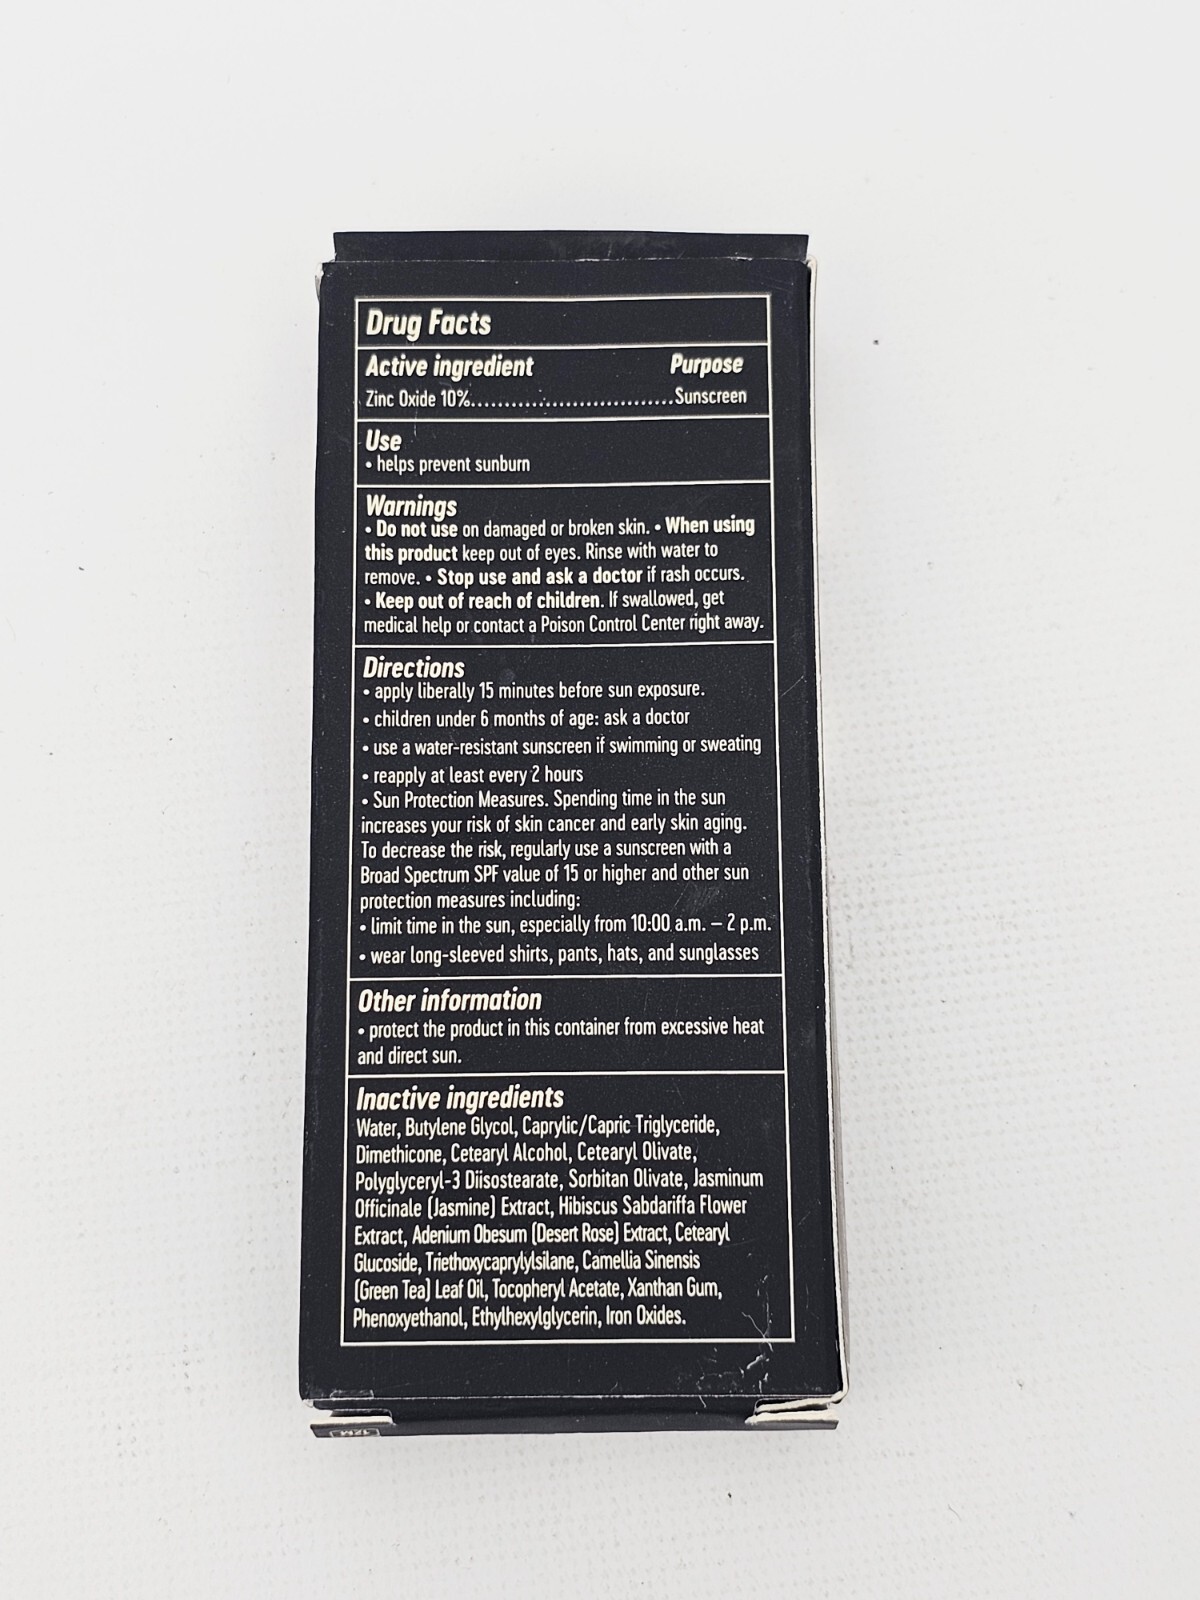 Drug Facts
Active ingredient Purpose
Zinc Oxide 10%..............................Sunscreen
Use
• helps prevent sunburn
Warnings
• Do not use on damaged or broken skin. • When using
this product keep out of eyes. Rinse with water to
remove. • Stop use and ask a doctor if rash occurs.
• Keep out of reach of children. If swallowed, get
medical help or contact a Poison Control Center right away.
Directions
• apply liberally 15 minutes before sun exposure.
• children under 6 months of age: ask a doctor
• use a water-resistant sunscreen if swimming or sweating
• reapply at least every 2 hours
• Sun Protection Measures. Spending time in the sun
increases your risk of skin cancer and early skin aging.
To decrease the risk, regularly use a sunscreen with a
Broad Spectrum SPF value of 15 or higher and other sun
protection measures including:
• limit time in the sun, especially from 10:00 a.m. – 2 p.m.
• wear long-sleeved shirts, pants, hats, and sunglasses
Other information
• protect the product in this container from excessive heat
and direct sun.
Inactive ingredients
Water, Butylene Glycol, Caprylic/Capric Triglyceride,
Dimethicone, Cetearyl Alcohol, Cetearyl Olivate,
Polyglyceryl-3 Diisostearate, Sorbitan Olivate, Jasminum
Officinale (Jasmine) Extract, Hibiscus Sabdariffa Flower
Extract, Adenium Obesum (Desert Rose) Extract, Cetearyl
Glucoside, Triethoxycaprylylsilane, Camellia Sinensis
(Green Tea) Leaf Oil, Tocopheryl Acetate, Xanthan Gum,
Phenoxyethanol, Ethylhexylglycerin, Iron Oxides.
12M